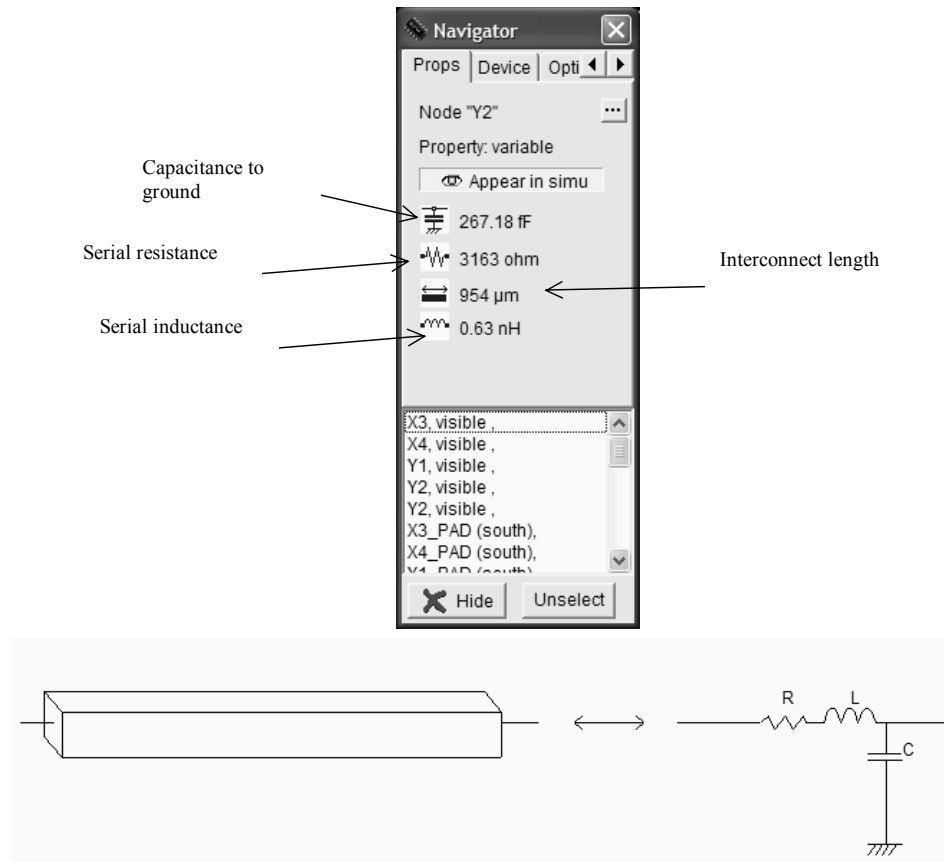 Navigator
Props Device Opti
Node "Y2" ...
Property: variable
Appear in simu
Capacitance to
ground
267.18 fF
Serial resistance
3163 ohm
Interconnect length
954 µm
Serial inductance
0.63 nH
X3, visible ,
X4, visible ,
Y1, visible ,
Y2, visible ,
Y2, visible ,
X3_PAD (south),
X4_PAD (south),
Y1_PAD (south)
Hide Unselect
R L
C